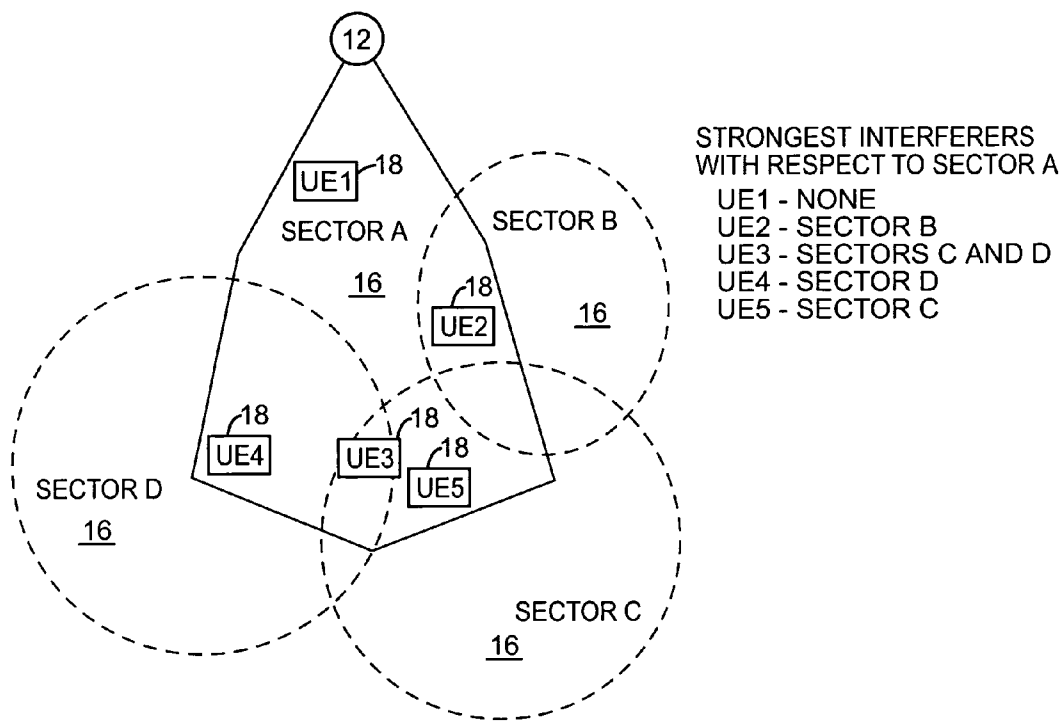 12
UE1 18
SECTOR A
16
SECTOR B
16
18
UE2
18
UE4
18
UE3
18
UE5
SECTOR D
16
SECTOR C
16
STRONGEST INTERFERERS
WITH RESPECT TO SECTOR A
UE1 - NONE
UE2 - SECTOR B
UE3 - SECTORS C AND D
UE4 - SECTOR D
UE5 - SECTOR C